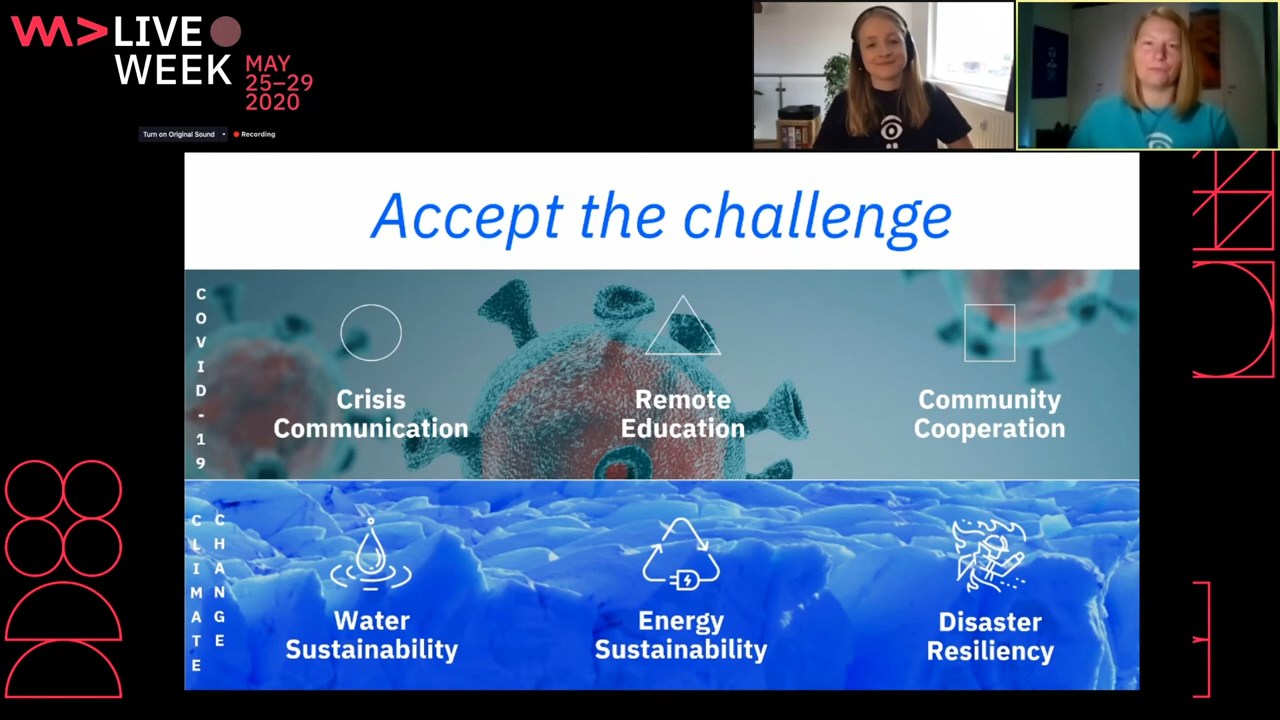 LIVE
WEEK
MAY
25–29
2020
Turn on Original Sound
Recording
Accept the challenge
COVID-19
Crisis
Communication
Remote
Education
Community
Cooperation
CLIMATE
CHANGE
Water
Sustainability
Energy
Sustainability
Disaster
Resiliency